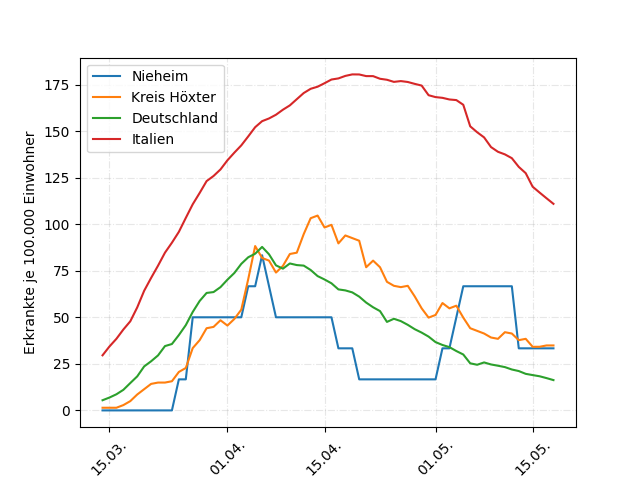 Nieheim
Kreis Höxter
Deutschland
Italien
Erkrankte je 100.000 Einwohner
175
150
125
100
75
50
25
0
15.03.
01.04.
15.04.
01.05.
15.05.